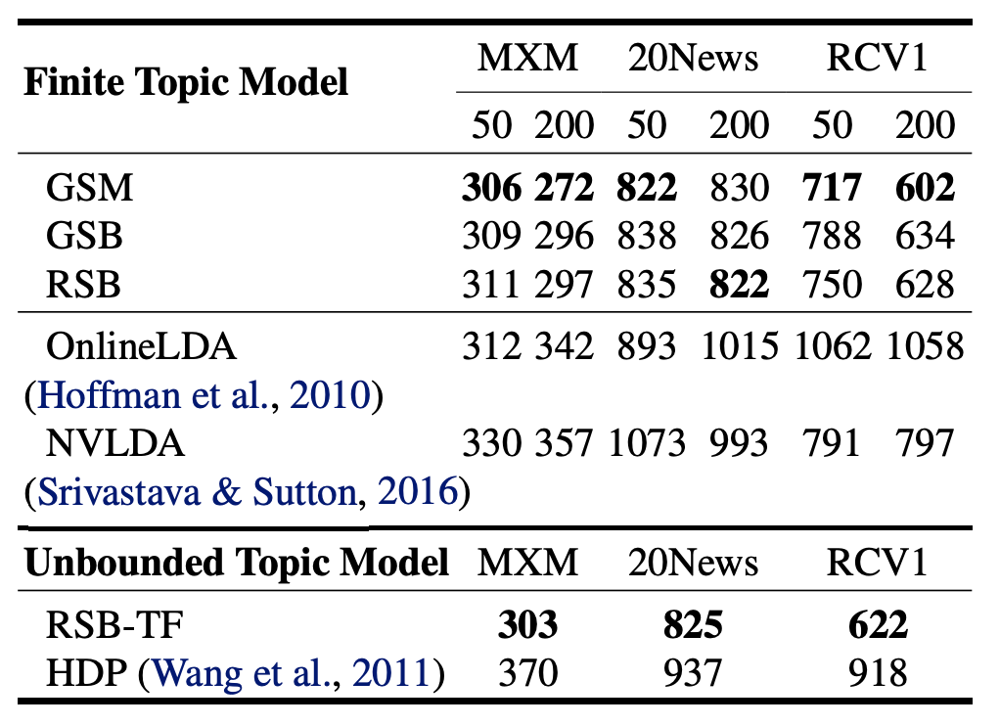 Finite Topic Model MXM 20News RCV1
50 200 50 200 50 200
GSM 306 272 822 830 717 602
GSB 309 296 838 826 788 634
RSB 311 297 835 822 750 628
OnlineLDA 312 342 893 1015 1062 1058
(Hoffman et al., 2010)
NVLDA 330 357 1073 993 791 797
(Srivastava & Sutton, 2016)
Unbounded Topic Model MXM 20News RCV1
RSB-TF 303 825 622
HDP (Wang et al., 2011) 370 937 918